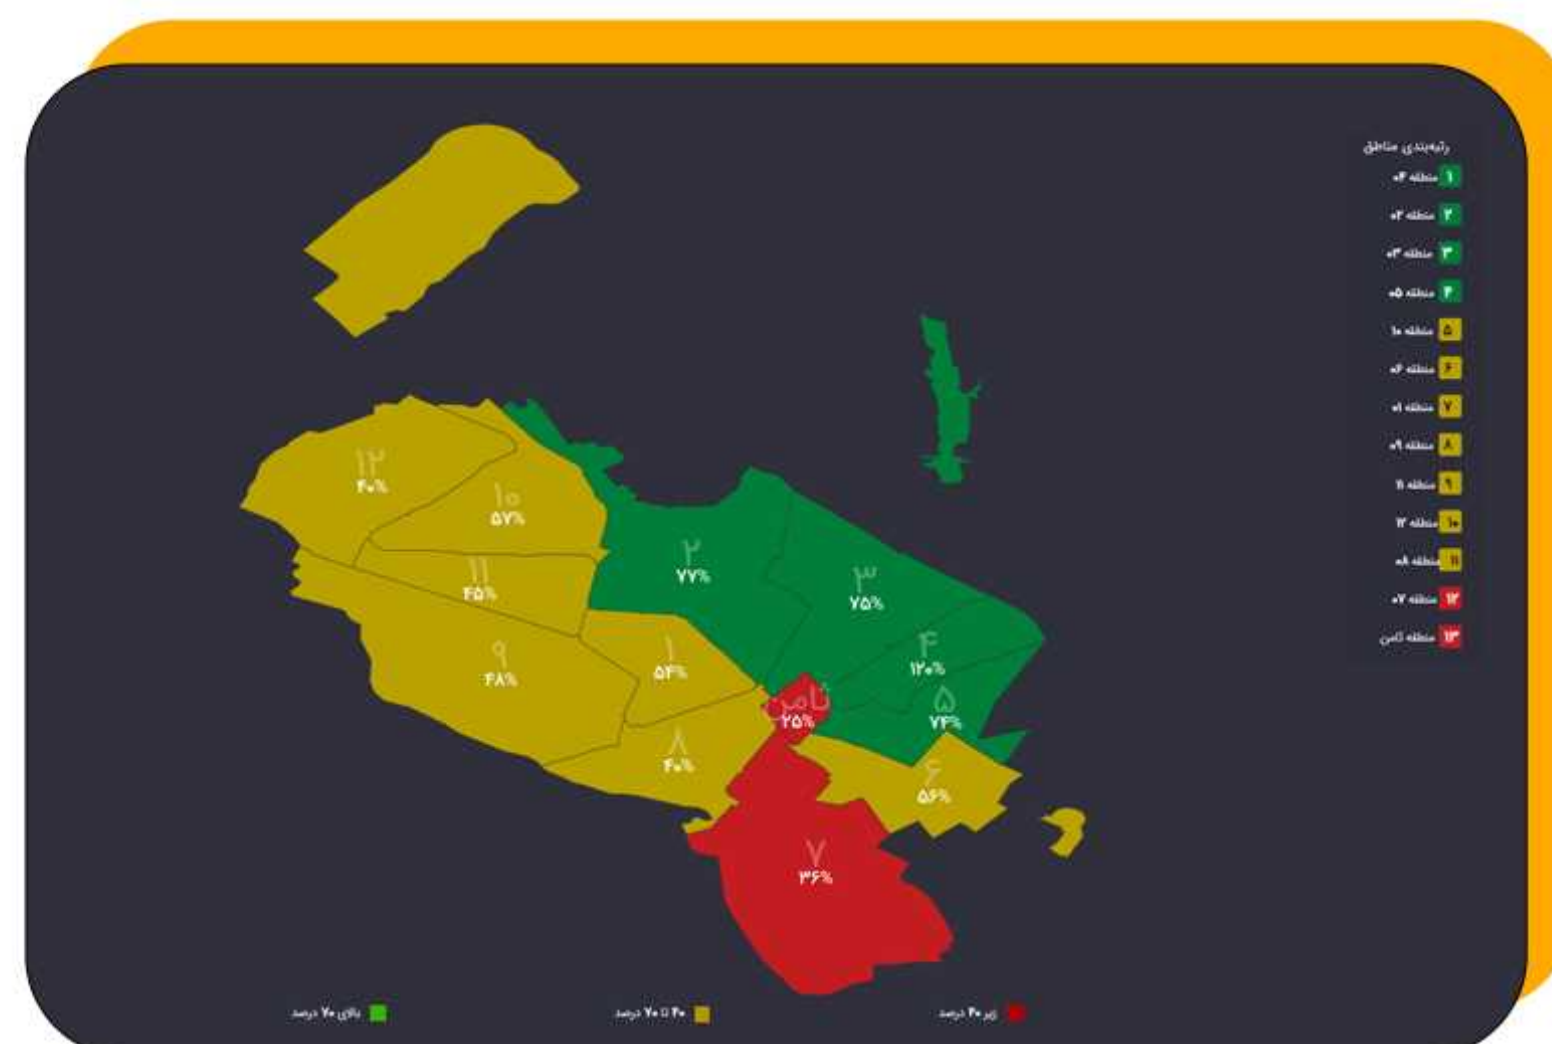 رتبه‌بندی مناطق
۱ منطقه ۰۴
۲ منطقه ۰۲
۳ منطقه ۰۳
۴ منطقه ۰۵
۵ منطقه ۱۰
۶ منطقه ۰۶
۷ منطقه ۰۱
۸ منطقه ۰۹
۹ منطقه ۱۱
۱۰ منطقه ۱۲
۱۱ منطقه ۰۸
۱۲ منطقه ۰۷
۱۳ منطقه ثامن
۱۲
۴۰%
۱۰
۵۷%
۲
۷۷%
۱۱
۴۵%
۳
۷۵%
۹
۴۸%
۱
۵۴%
۴
۱۲۰%
ثامن
۲۵%
۵
۷۴%
۸
۴۰%
۶
۵۶%
۷
۳۶%
زیر ۴۰ درصد
۴۰ تا ۷۰ درصد
بالای ۷۰ درصد